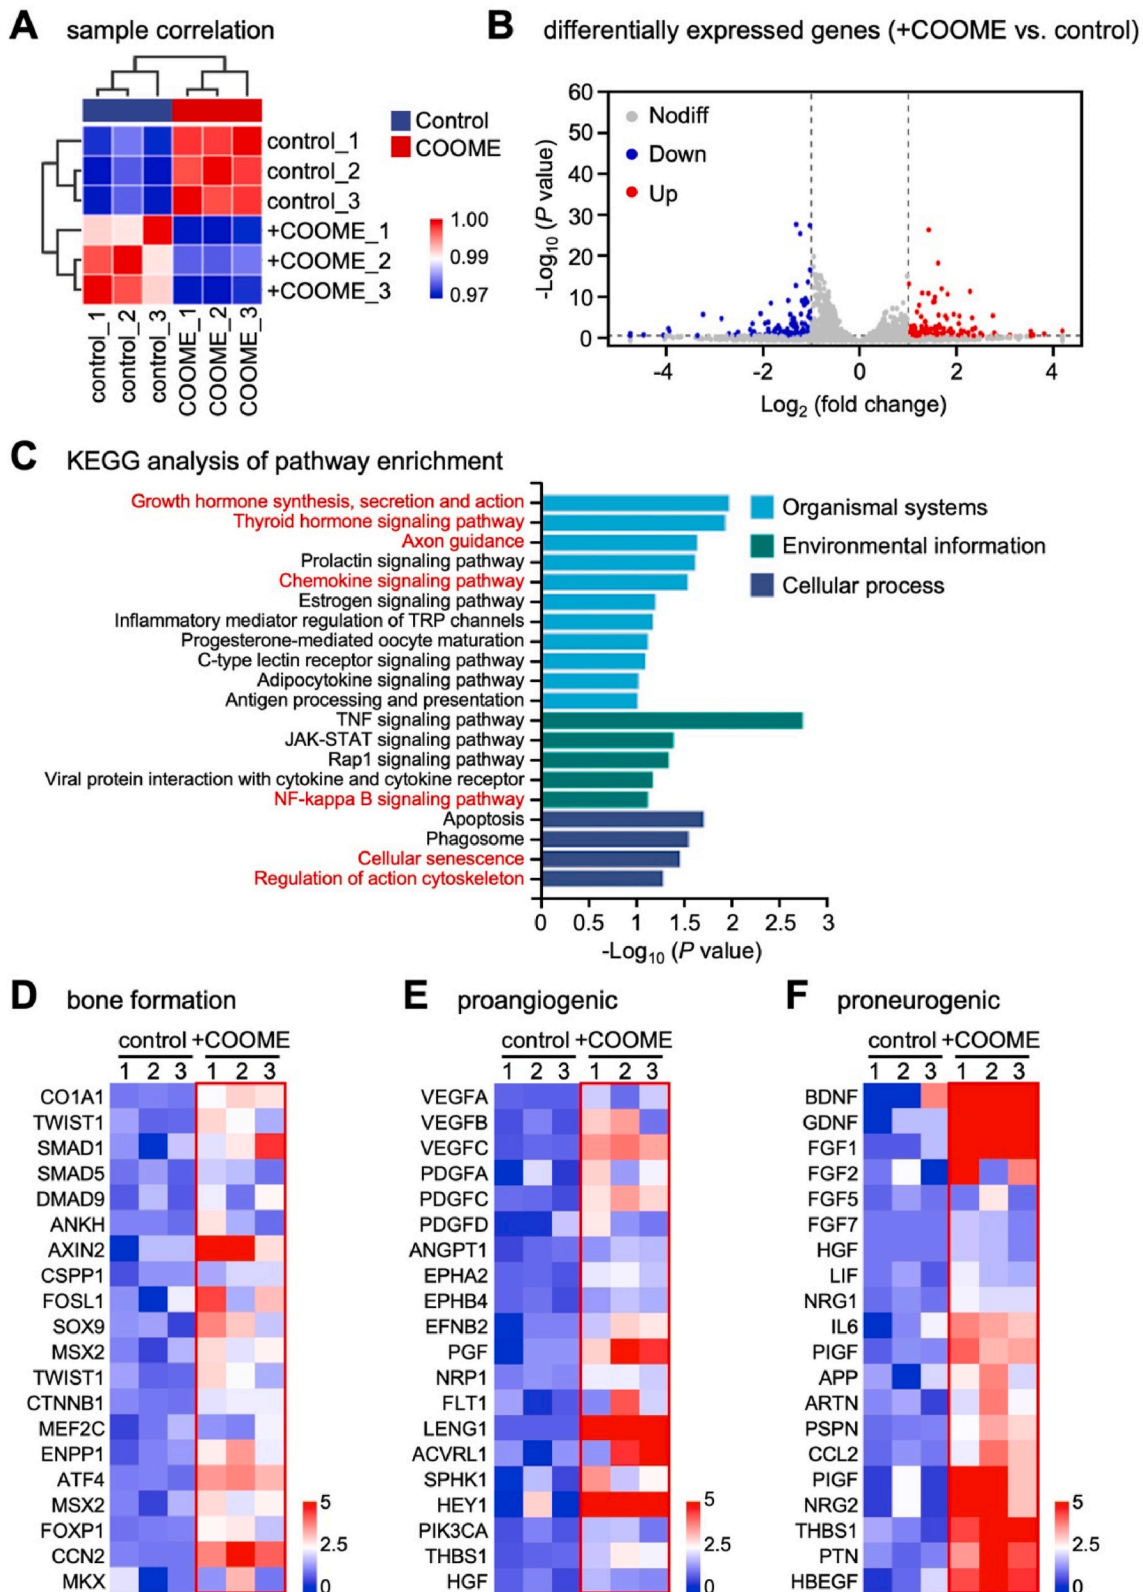 A sample correlation
Control
COOME
control_1
control_2
control_3
+COOME_1
+COOME_2
+COOME_3
1.00
0.99
0.97
control_1
control_2
control_3
COOME_1
COOME_2
COOME_3
B differentially expressed genes (+COOME vs. control)
Nodiff
Down
Up
-Log10 (P value)
60
50
40
30
20
10
0
-4 -2 0 2 4
Log2 (fold change)
C KEGG analysis of pathway enrichment
Growth hormone synthesis, secretion and action
Thyroid hormone signaling pathway
Axon guidance
Prolactin signaling pathway
Chemokine signaling pathway
Estrogen signaling pathway
Inflammatory mediator regulation of TRP channels
Progesterone-mediated oocyte maturation
C-type lectin receptor signaling pathway
Adipocytokine signaling pathway
Antigen processing and presentation
TNF signaling pathway
JAK-STAT signaling pathway
Rap1 signaling pathway
Viral protein interaction with cytokine and cytokine receptor
NF-kappa B signaling pathway
Apoptosis
Phagosome
Cellular senescence
Regulation of action cytoskeleton
Organismal systems
Environmental information
Cellular process
0 0.5 1 1.5 2 2.5 3
-Log10 (P value)
D bone formation
control +COOME
1 2 3 1 2 3
CO1A1
TWIST1
SMAD1
SMAD5
DMAD9
ANKH
AXIN2
CSPP1
FOSL1
SOX9
MSX2
TWIST1
CTNNB1
MEF2C
ENPP1
ATF4
MSX2
FOXP1
CCN2
MKX
5
2.5
0
E proangiogenic
control +COOME
1 2 3 1 2 3
VEGFA
VEGFB
VEGFC
PDGFA
PDGFC
PDGFD
ANGPT1
EPHA2
EPHB4
EFNB2
PGF
NRP1
FLT1
LENG1
ACVRL1
SPHK1
HEY1
PIK3CA
THBS1
HGF
5
2.5
0
F proneurogenic
control +COOME
1 2 3 1 2 3
BDNF
GDNF
FGF1
FGF2
FGF5
FGF7
HGF
LIF
NRG1
IL6
PIGF
APP
ARTN
PSPN
CCL2
PIGF
NRG2
THBS1
PTN
HBEGF
5
2.5
0